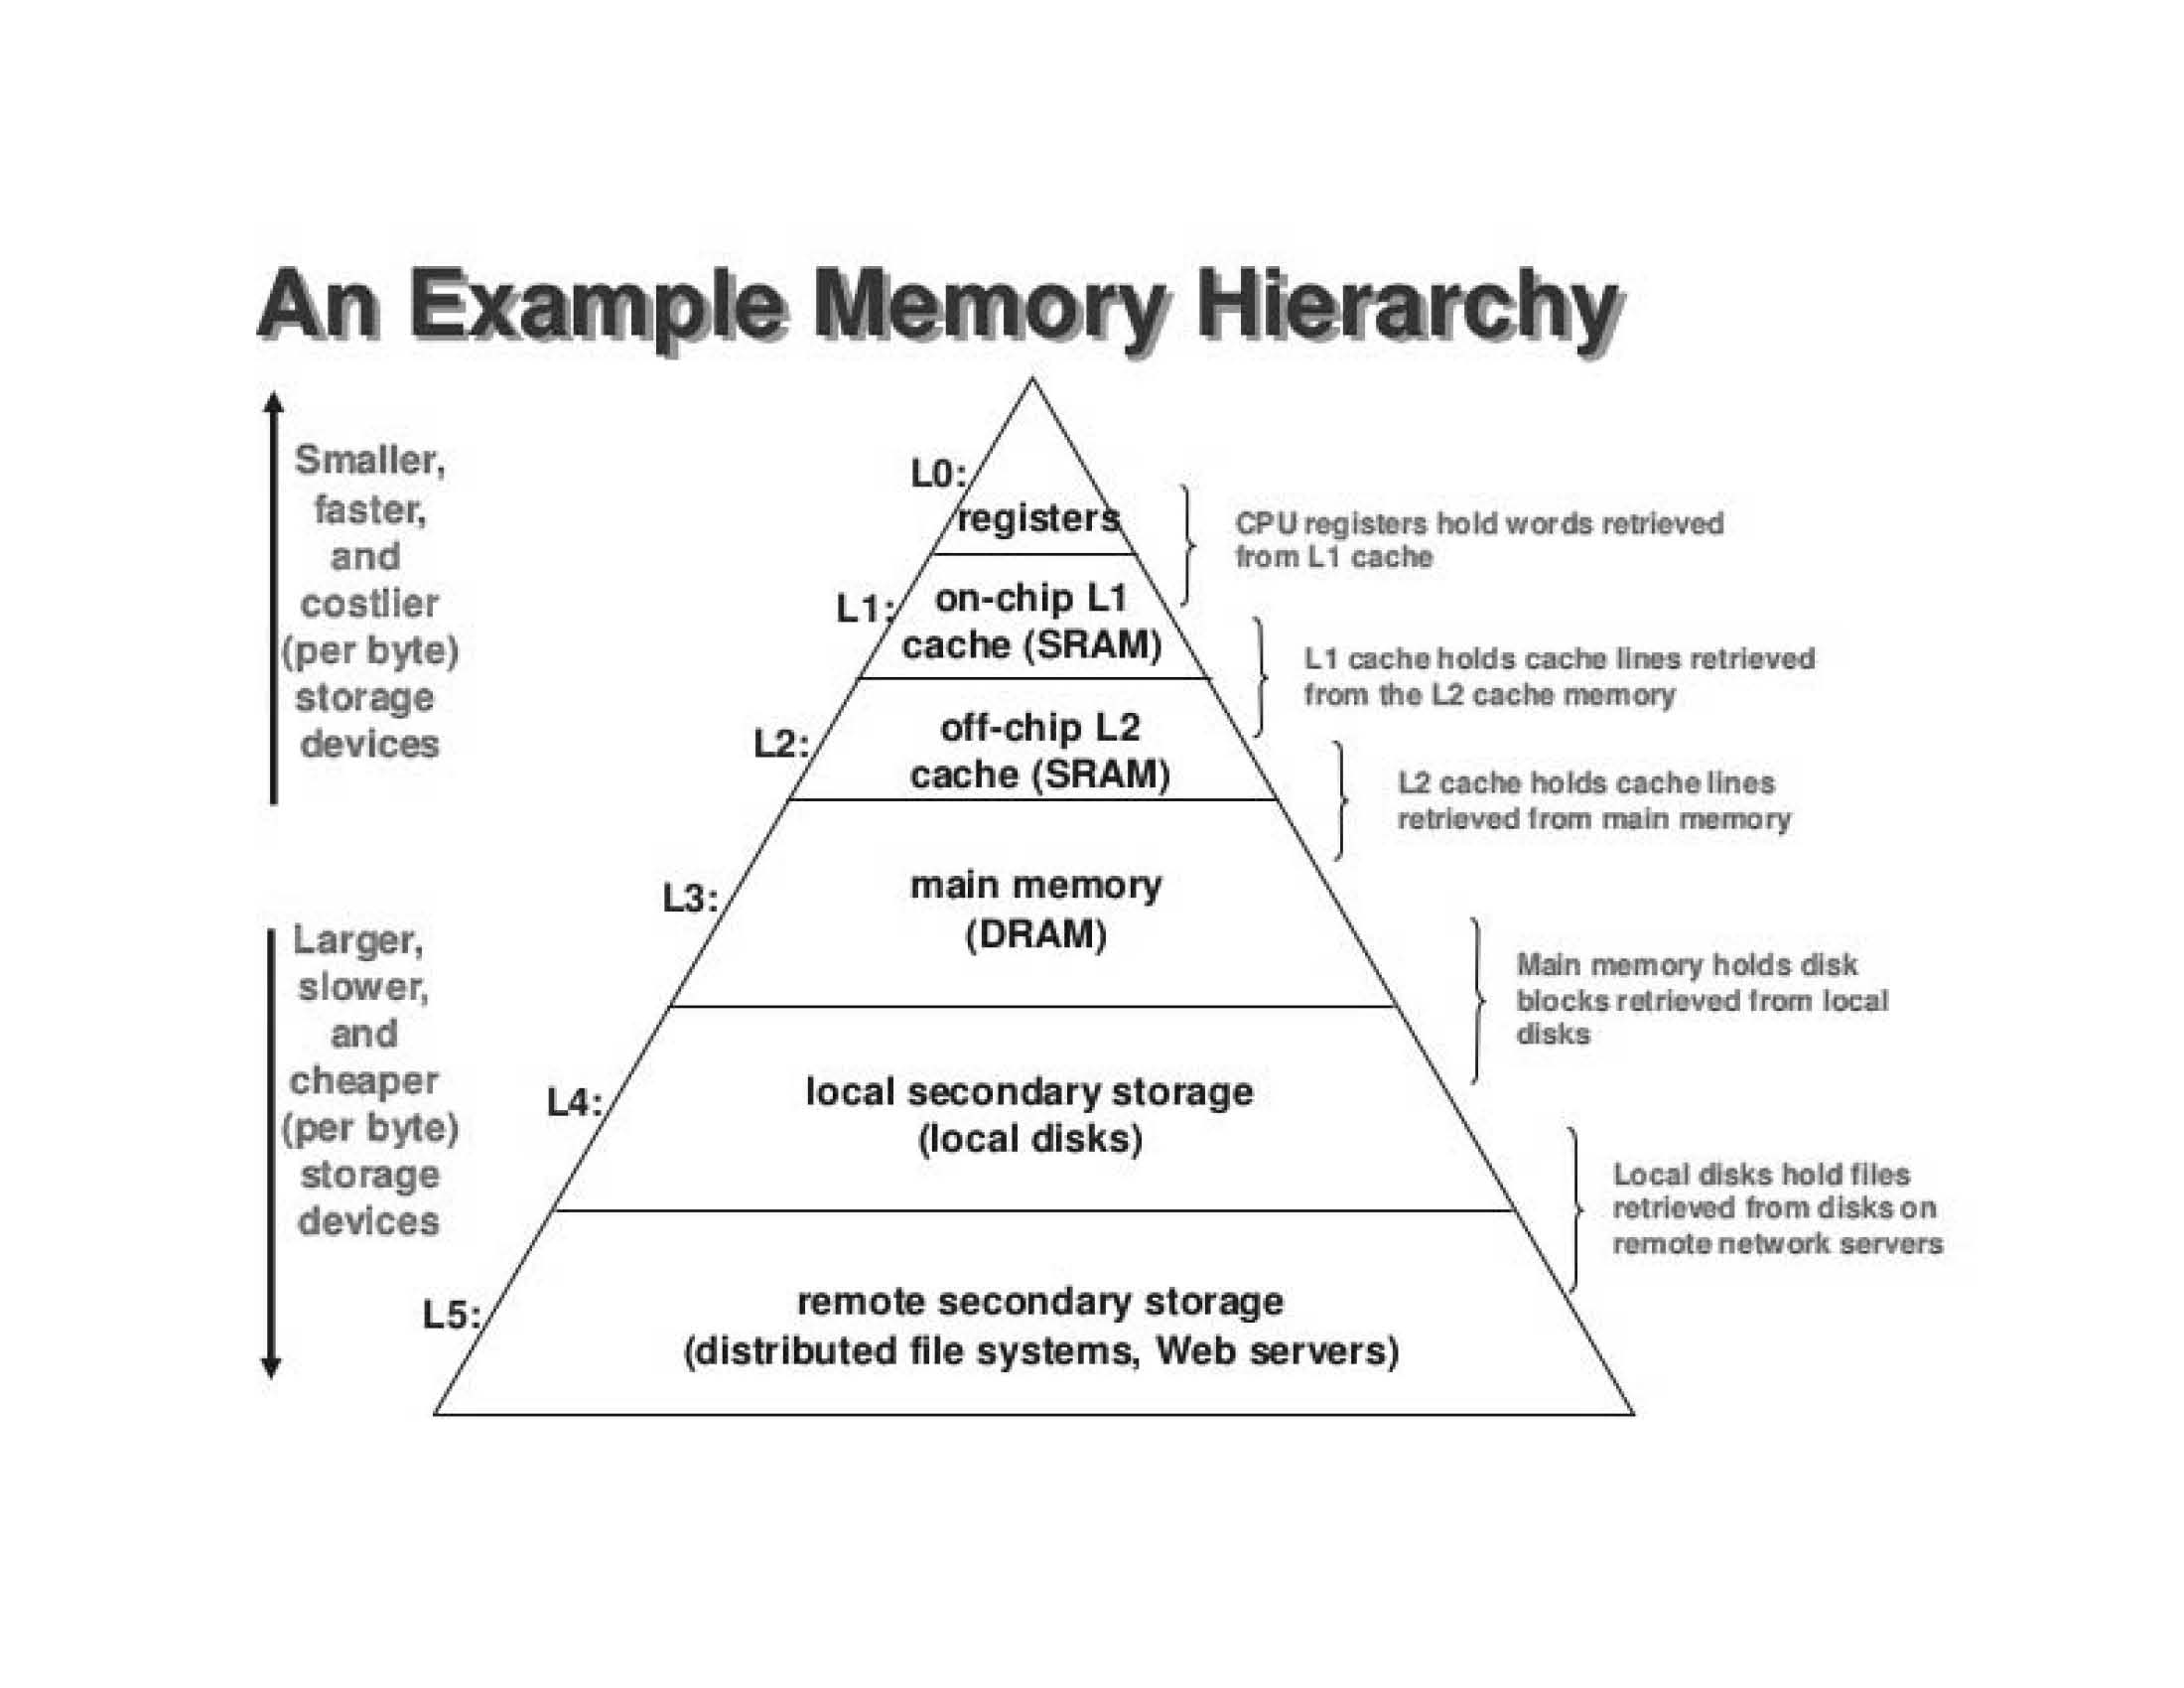 An Example Memory Hierarchy
Smaller,
faster,
and
costlier
(per byte)
storage
devices
Larger,
slower,
and
cheaper
(per byte)
storage
devices
L0:
registers
CPU registers hold words retrieved
from L1 cache
L1:
on-chip L1
cache (SRAM)
L1 cache holds cache lines retrieved
from the L2 cache memory
L2:
off-chip L2
cache (SRAM)
L2 cache holds cache lines
retrieved from main memory
L3:
main memory
(DRAM)
Main memory holds disk
blocks retrieved from local
disks
L4:
local secondary storage
(local disks)
Local disks hold files
retrieved from disks on
remote network servers
L5:
remote secondary storage
(distributed file systems, Web servers)